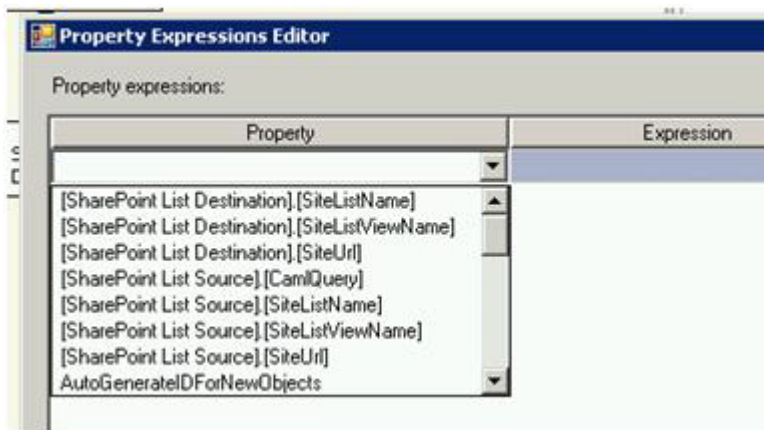 Property Expressions Editor
Property expressions:
Property Expression
[SharePoint List Destination].[SiteListName]
[SharePoint List Destination].[SiteListViewName]
[SharePoint List Destination].[SiteUrl]
[SharePoint List Source].[CamlQuery]
[SharePoint List Source].[SiteListName]
[SharePoint List Source].[SiteListViewName]
[SharePoint List Source].[SiteUrl]
AutoGenerateIDForNewObjects